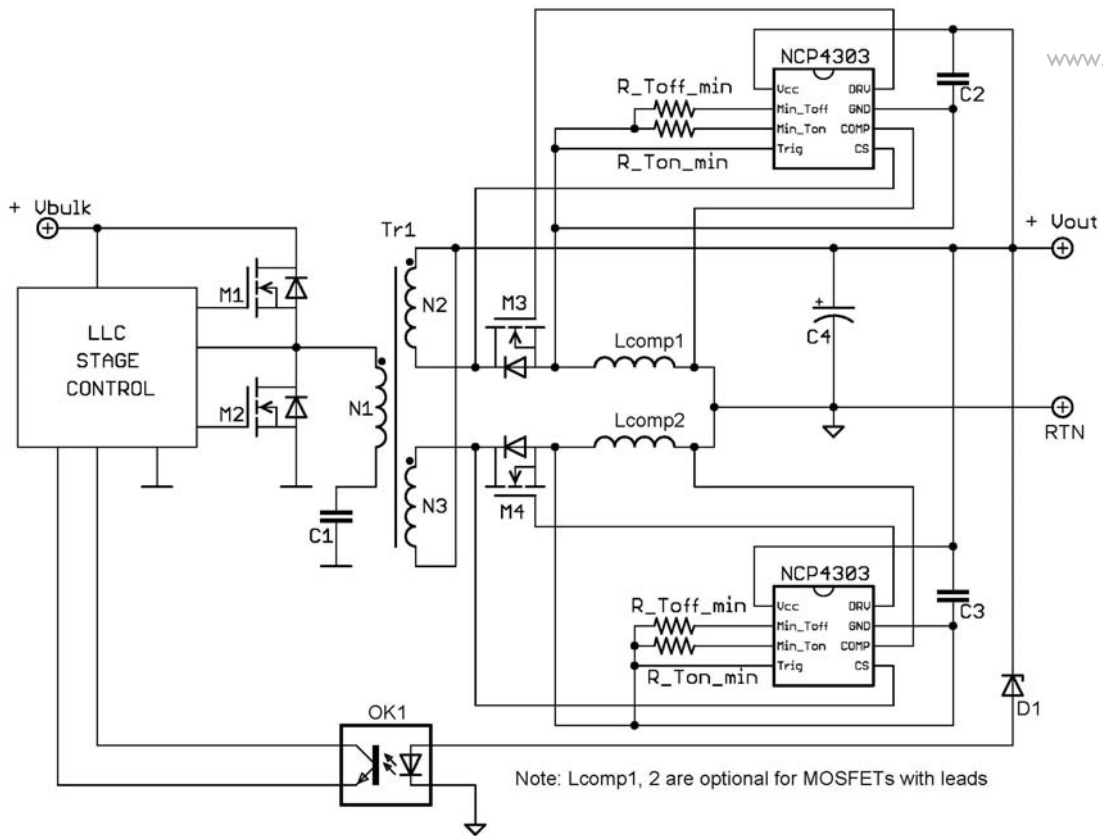 www.
NCP4303
Vcc
DRV
Min_Toff
GND
Min_Ton
COMP
Trig
CS
R_Toff_min
R_Ton_min
C2
+ Vbulk
+ Vout
Tr1
M1
M2
LLC
STAGE
CONTROL
N1
N2
N3
M3
M4
Lcomp1
Lcomp2
+
C4
RTN
C1
NCP4303
Vcc
DRV
Min_Toff
GND
Min_Ton
COMP
Trig
CS
R_Toff_min
R_Ton_min
C3
D1
OK1
Note: Lcomp1, 2 are optional for MOSFETs with leads